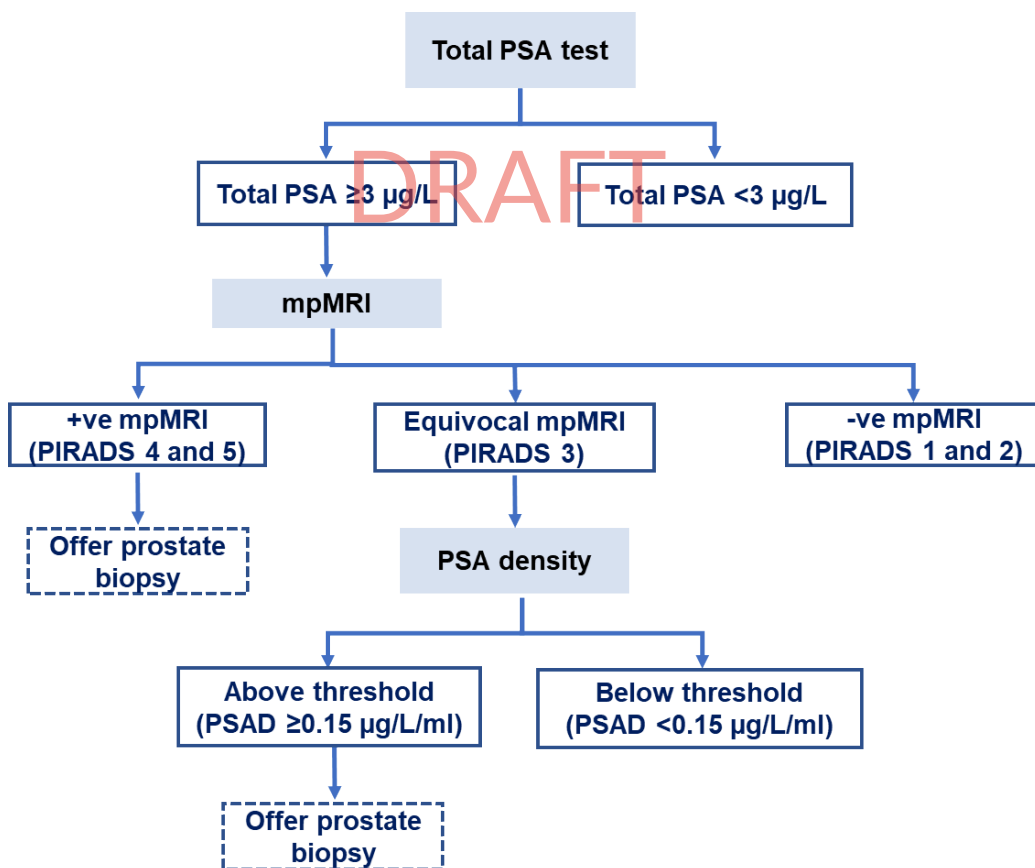 Total PSA test
DRAFT
Total PSA ≥3 µg/L
Total PSA <3 µg/L
mpMRI
+ve mpMRI
(PIRADS 4 and 5)
Equivocal mpMRI
(PIRADS 3)
-ve mpMRI
(PIRADS 1 and 2)
Offer prostate
biopsy
PSA density
Above threshold
(PSAD ≥0.15 µg/L/ml)
Below threshold
(PSAD <0.15 µg/L/ml)
Offer prostate
biopsy